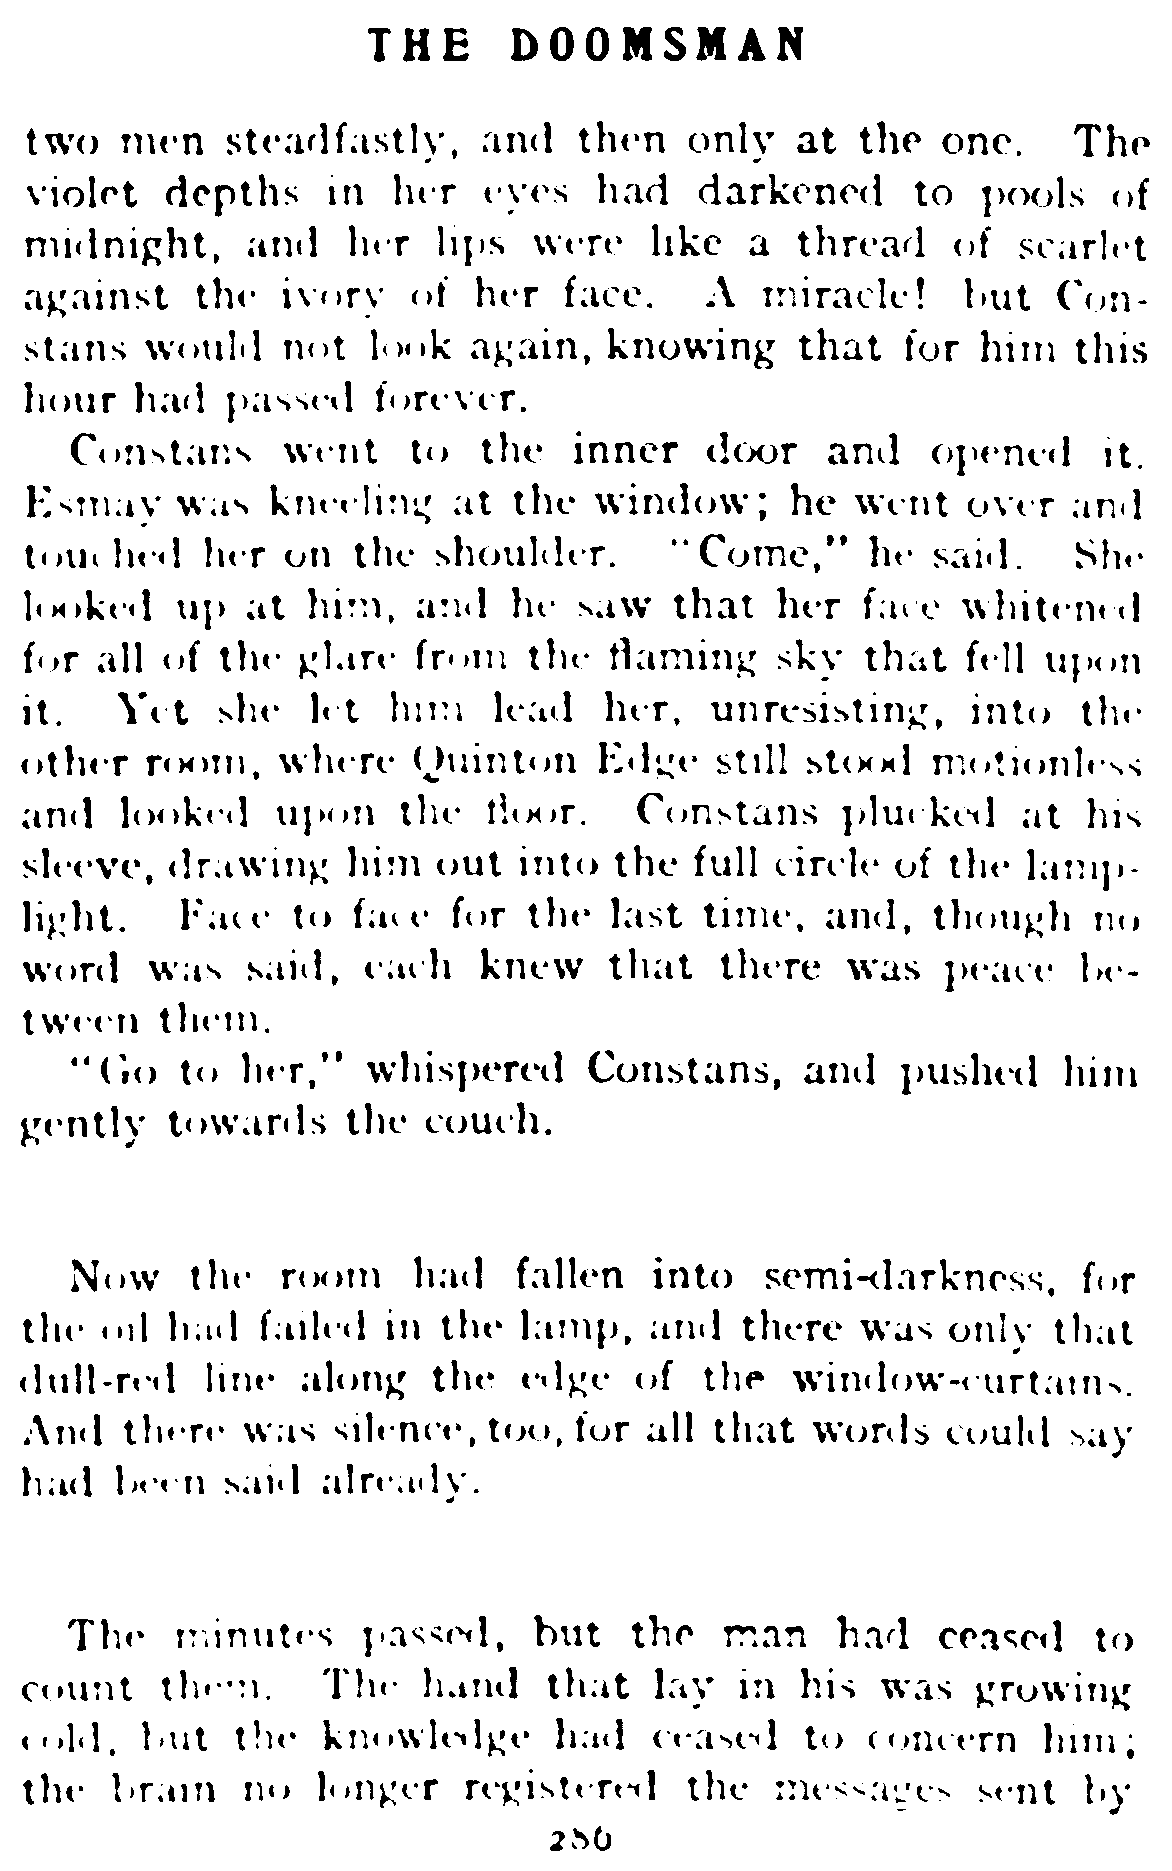 THE DOOMSMAN
two men steadfastly, and then only at the one. The
violet depths in her eyes had darkened to pools of
midnight, and her lips were like a thread of scarlet
against the ivory of her face. A miracle! but Con-
stans would not look again, knowing that for him this
hour had passed forever.
Constans went to the inner door and opened it.
Esmay was kneeling at the window; he went over and
touched her on the shoulder. "Come," he said. She
looked up at him, and he saw that her face whitened
for all of the glare from the flaming sky that fell upon
it. Yet she let him lead her, unresisting, into the
other room, where Quinton Edge still stood motionless
and looked upon the floor. Constans plucked at his
sleeve, drawing him out into the full circle of the lamp-
light. Face to face for the last time, and, though no
word was said, each knew that there was peace be-
tween them.
"Go to her," whispered Constans, and pushed him
gently towards the couch.
Now the room had fallen into semi-darkness, for
the oil had failed in the lamp, and there was only that
dull-red line along the edge of the window-curtains.
And there was silence, too, for all that words could say
had been said already.
The minutes passed, but the man had ceased to
count them. The hand that lay in his was growing
cold, but the knowledge had ceased to concern him;
the brain no longer registered the messages sent by
286